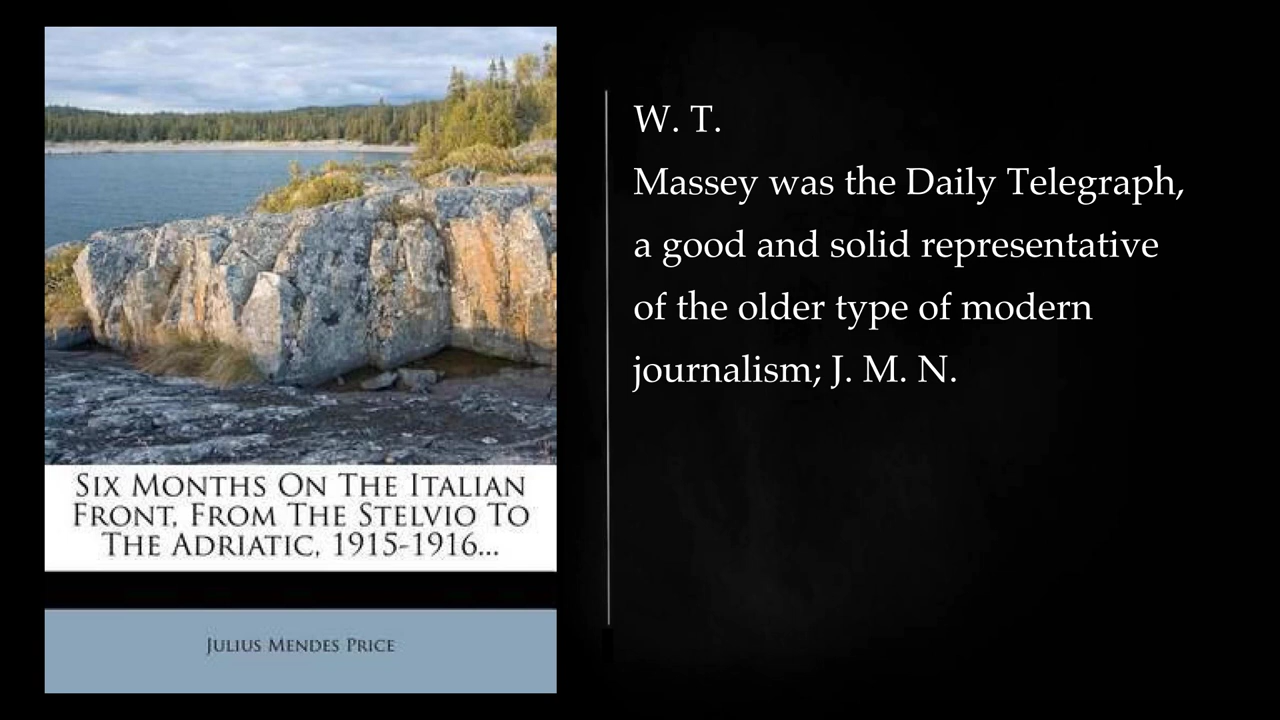 SIX MONTHS ON THE ITALIAN
FRONT, FROM THE STELVIO TO
THE ADRIATIC, 1915-1916...
JULIUS MENDES PRICE
W. T.
Massey was the Daily Telegraph,
a good and solid representative
of the older type of modern
journalism; J. M. N.